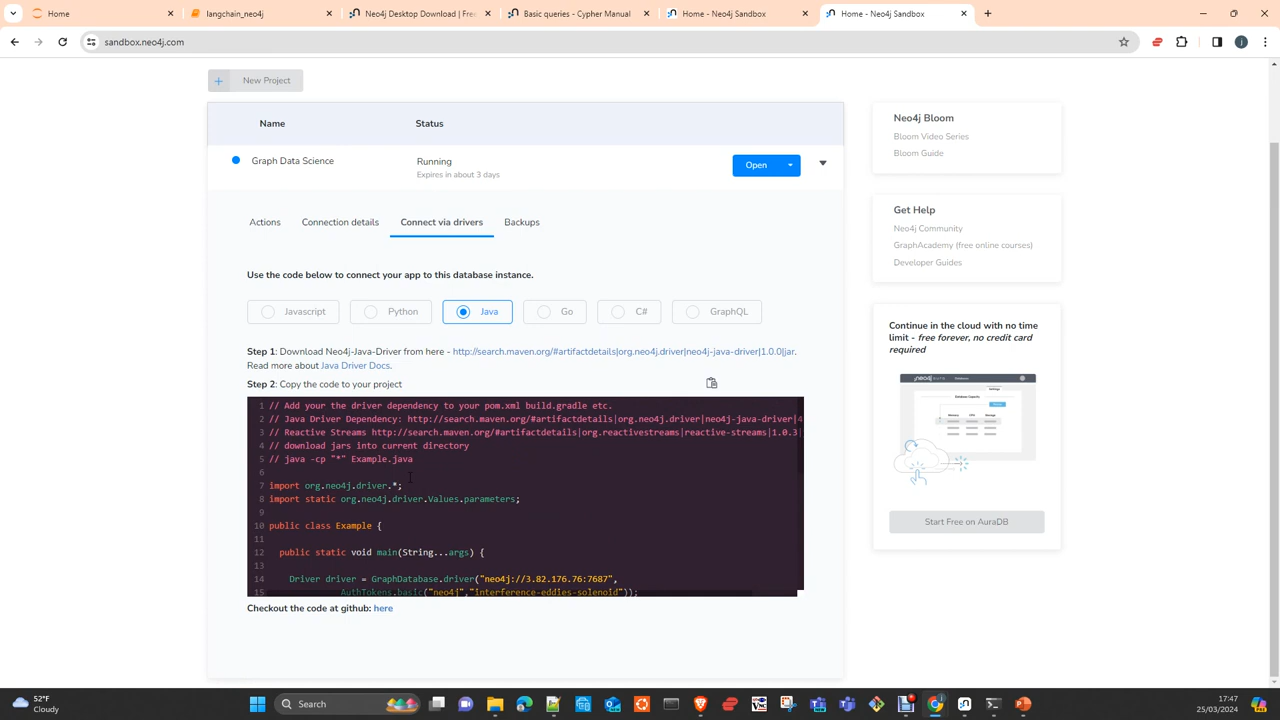 Home
langchain_neo4j
Neo4j Desktop Download | Fre
Basic queries - Cypher Manual
Home - Neo4j Sandbox
Home - Neo4j Sandbox
sandbox.neo4j.com
New Project
Name Status
Graph Data Science Running Open
Expires in about 3 days
Actions Connection details Connect via drivers Backups
Use the code below to connect your app to this database instance.
Javascript Python Java Go C# GraphQL
Step 1: Download Neo4j-Java-Driver from here - http://search.maven.org/#artifactdetails|org.neo4j.driver|neo4j-java-driver|1.0.0|jar.
Read more about Java Driver Docs.
Step 2: Copy the code to your project
1 // Add your the driver dependency to your pom.xml build.gradle etc.
2 // Java Driver Dependency: http://search.maven.org/#artifactdetails|org.neo4j.driver|neo4j-java-driver|4
3 // Reactive Streams http://search.maven.org/#artifactdetails|org.reactivestreams|reactive-streams|1.0.3|
4 // download jars into current directory
5 // java -cp "*" Example.java
6
7 import org.neo4j.driver.*;
8 import static org.neo4j.driver.Values.parameters;
9
10 public class Example {
11
12 public static void main(String...args) {
13
14 Driver driver = GraphDatabase.driver("neo4j://3.82.176.76:7687",
15 AuthTokens.basic("neo4j","interference-eddies-solenoid"));
Checkout the code at github: here
Neo4j Bloom
Bloom Video Series
Bloom Guide
Get Help
Neo4j Community
GraphAcademy (free online courses)
Developer Guides
Continue in the cloud with no time
limit - free forever, no credit card
required
Start Free on AuraDB
52°F
Cloudy
Search
17:47
25/03/2024